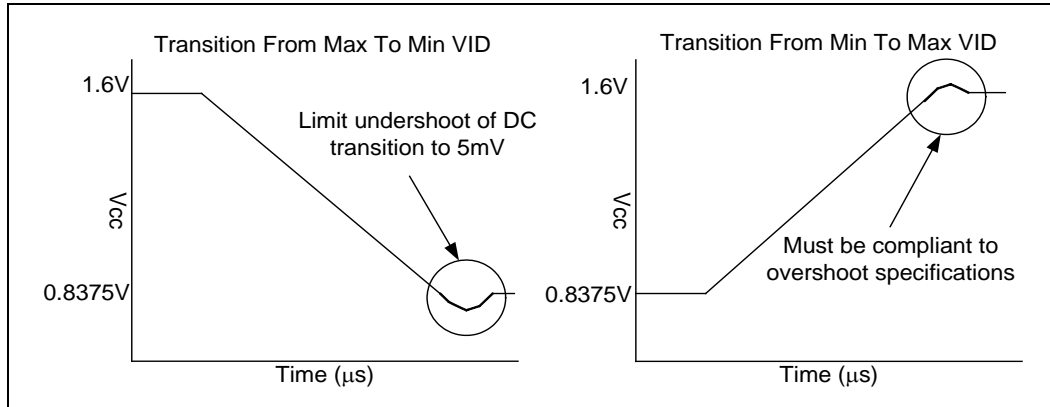 Transition From Max To Min VID
1.6V
Limit undershoot of DC
transition to 5mV
Vcc
0.8375V
Time (μs)
Transition From Min To Max VID
1.6V
Must be compliant to
overshoot specifications
Vcc
0.8375V
Time (μs)